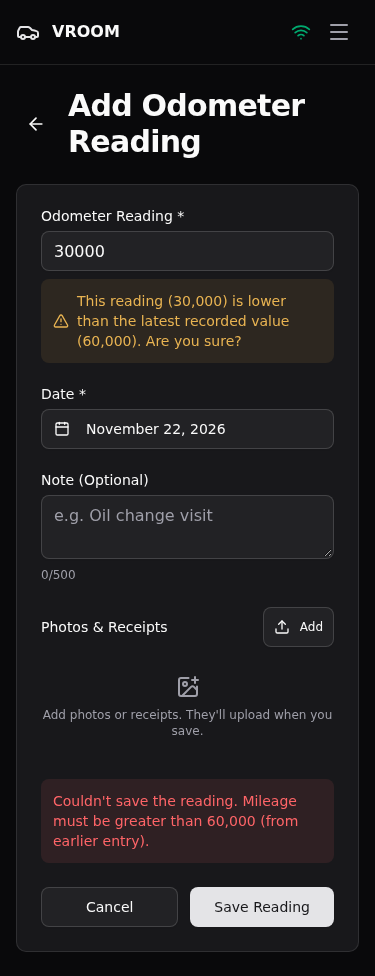 VROOM
Add Odometer
Reading
Odometer Reading *
30000
This reading (30,000) is lower
than the latest recorded value
(60,000). Are you sure?
Date *
November 22, 2026
Note (Optional)
e.g. Oil change visit
0/500
Photos & Receipts
Add
Add photos or receipts. They'll upload when you
save.
Couldn't save the reading. Mileage
must be greater than 60,000 (from
earlier entry).
Cancel
Save Reading